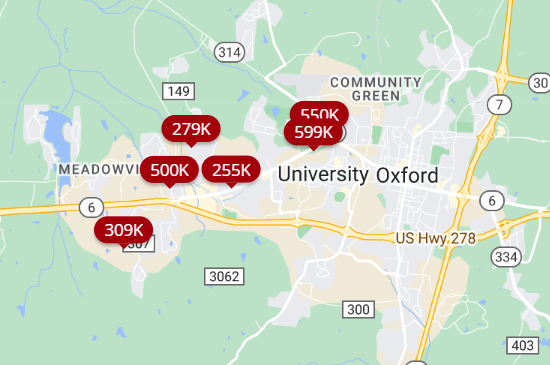 314
30
COMMUNITY
GREEN
149
7
550K
279K
599K
MEADOWVI
500K
255K
University
Oxford
6
6
309K
307
US Hwy 278
334
3062
300
403